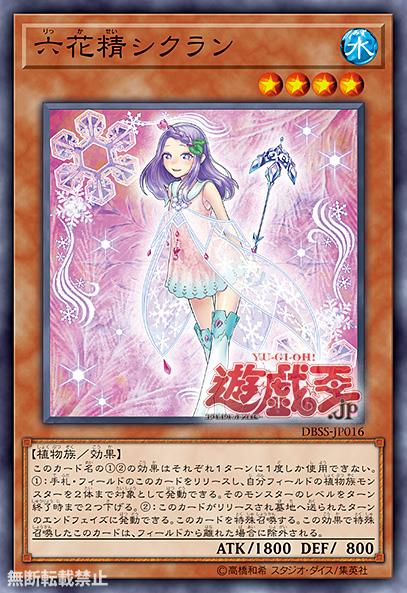 りっ か せい
六花精シクラン
水
YU-GI-OH!
遊戯王.jp
DBSS-JP016
【植物族／効果】
このカード名の①②の効果はそれぞれ1ターンに1度しか使用できない。
①：手札・フィールドのこのカードをリリースし、自分フィールドの植物族モン
スターを2体まで対象として発動できる。そのモンスターのレベルをターン
終了時まで2つ下げる。②：このカードがリリースされ墓地へ送られたターン
のエンドフェイズに発動できる。このカードを特殊召喚する。この効果で特殊
召喚したこのカードは、フィールドから離れた場合に除外される。
ATK/1800 DEF/ 800
無断転載禁止
©高橋和希 スタジオ・ダイス/集英社